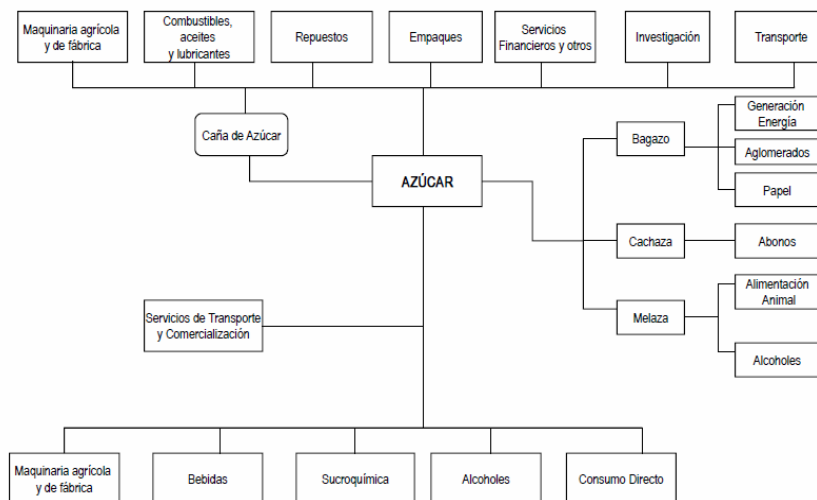 Maquinaria agrícola
y de fábrica
Combustibles,
aceites
y lubricantes
Repuestos
Empaques
Servicios
Financieros y otros
Investigación
Transporte
Caña de Azúcar
AZÚCAR
Bagazo
Generación
Energía
Aglomerados
Papel
Cachaza
Abonos
Melaza
Alimentación
Animal
Alcoholes
Servicios de Transporte
y Comercialización
Maquinaria agrícola
y de fábrica
Bebidas
Sucroquímica
Alcoholes
Consumo Directo